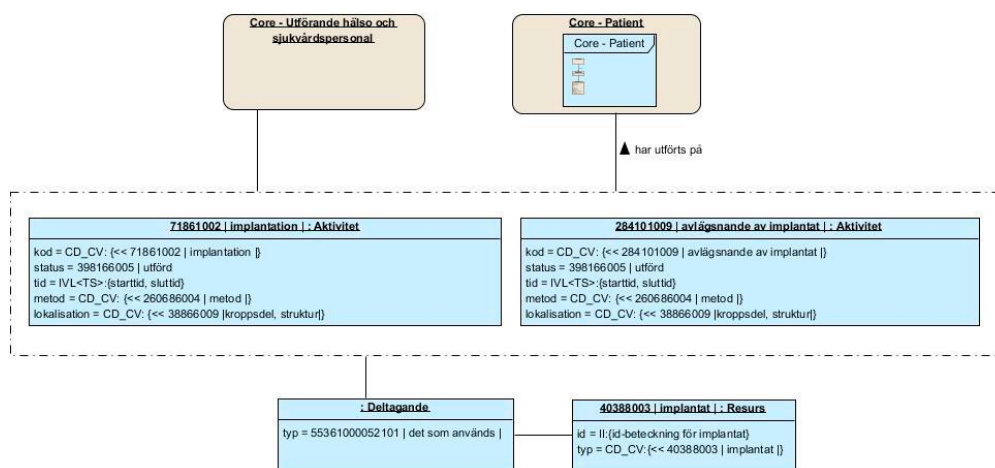 Core - Utförande hälso och
sjukvårdspersonal
Core - Patient
Core - Patient
har utförts på
71861002 | implantation | : Aktivitet
kod = CD_CV: {<< 71861002 | implantation |}
status = 398166005 | utförd
tid = IVL<TS>:{starttid, sluttid}
metod = CD_CV: {<< 260686004 | metod |}
lokalisation = CD_CV: {<< 38866009 |kroppsdel, struktur|}
284101009 | avlägsnande av implantat | : Aktivitet
kod = CD_CV: {<< 284101009 | avlägsnande av implantat |}
status = 398166005 | utförd
tid = IVL<TS>:{starttid, sluttid}
metod = CD_CV: {<< 260686004 | metod |}
lokalisation = CD_CV: {<< 38866009 |kroppsdel, struktur|}
: Deltagande
typ = 55361000052101 | det som används |
40388003 | implantat | : Resurs
id = II:{id-beteckning för implantat}
typ = CD_CV:{<< 40388003 | implantat |}